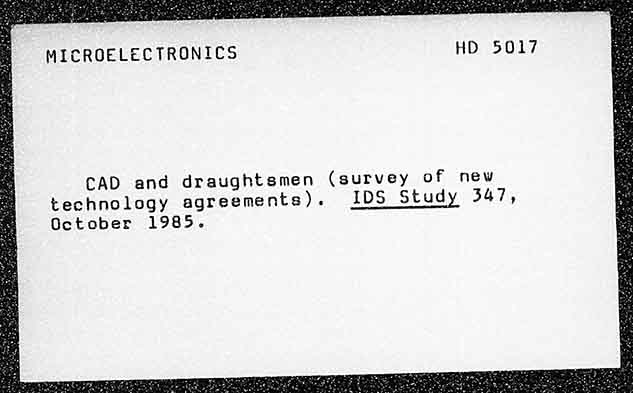 MICROELECTRONICS HD 5017
CAD and draughtsmen (survey of new
technology agreements). IDS Study 347,
October 1985.